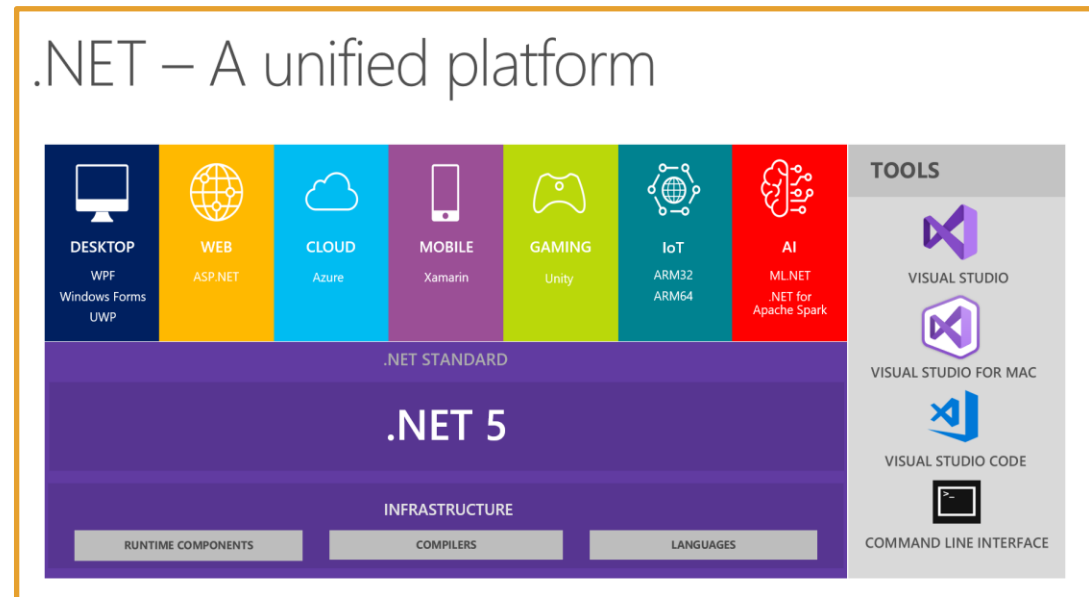 .NET – A unified platform
DESKTOP
WPF
Windows Forms
UWP
WEB
ASP.NET
CLOUD
Azure
MOBILE
Xamarin
GAMING
Unity
IoT
ARM32
ARM64
AI
ML.NET
.NET for
Apache Spark
.NET STANDARD
.NET 5
INFRASTRUCTURE
RUNTIME COMPONENTS
COMPILERS
LANGUAGES
TOOLS
VISUAL STUDIO
VISUAL STUDIO FOR MAC
VISUAL STUDIO CODE
>_
COMMAND LINE INTERFACE